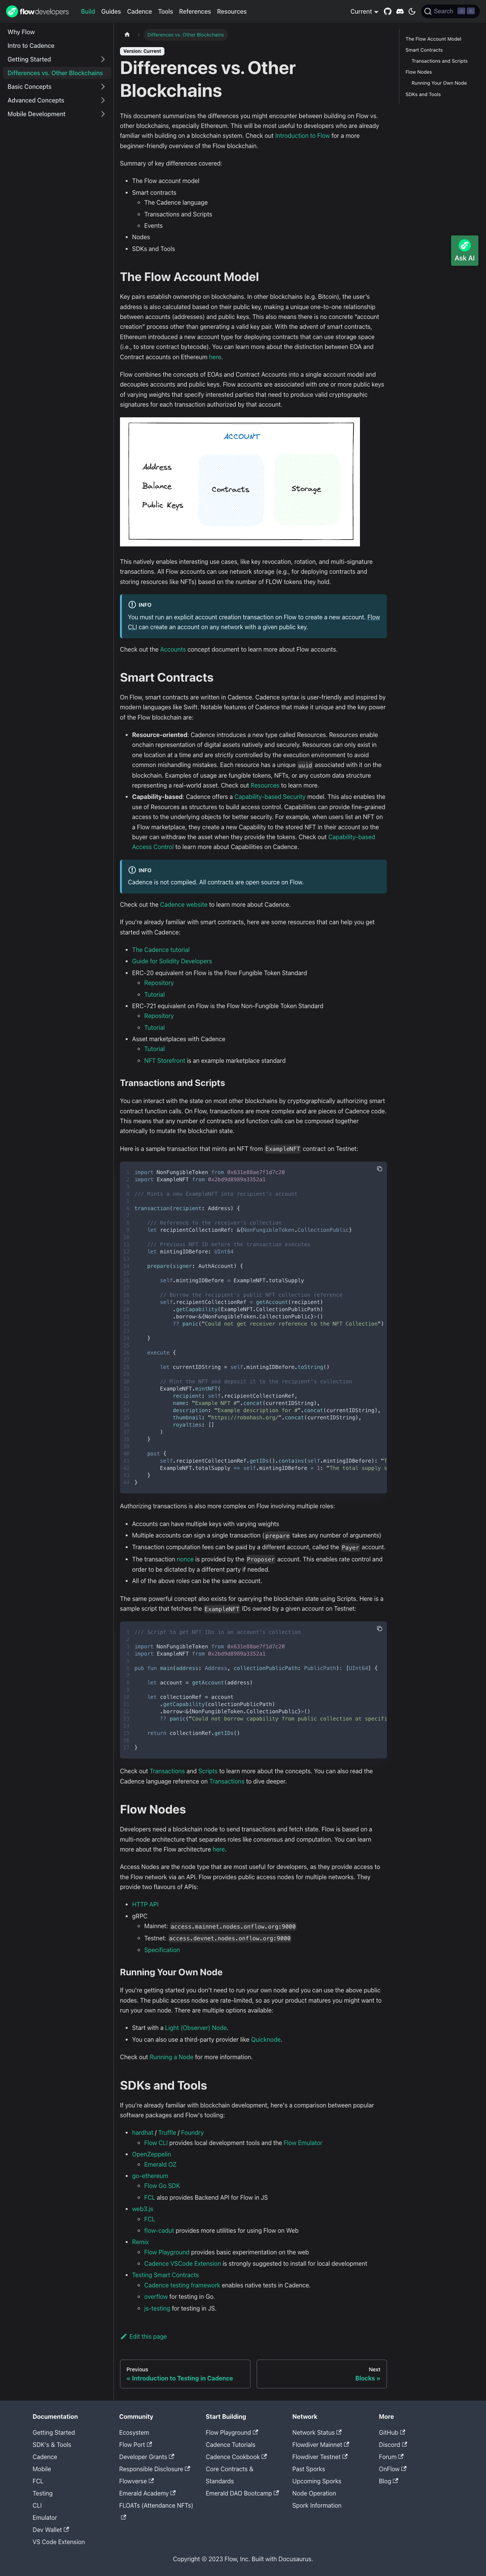 flowdevelopers Build Guides Cadence Tools References Resources Current Search
Why Flow
Intro to Cadence
Getting Started
Differences vs. Other Blockchains
Basic Concepts
Advanced Concepts
Mobile Development
Differences vs. Other Blockchains
Version: Current
Differences vs. Other
Blockchains
This document summarizes the differences you might encounter between building on Flow vs.
other blockchains, especially Ethereum. This will be most useful to developers who are already
familiar with building on a blockchain system. Check out Introduction to Flow for a more
beginner-friendly overview of the Flow blockchain.
Summary of key differences covered:
The Flow account model
Smart contracts
The Cadence language
Transactions and Scripts
Events
Nodes
SDKs and Tools
The Flow Account Model
Key pairs establish ownership on blockchains. In other blockchains (e.g. Bitcoin), the user's
address is also calculated based on their public key, making a unique one-to-one relationship
between accounts (addresses) and public keys. This also means there is no concrete "account
creation" process other than generating a valid key pair. With the advent of smart contracts,
Ethereum introduced a new account type for deploying contracts that can use storage space
(i.e., to store contract bytecode). You can learn more about the distinction between EOA and
Contract accounts on Ethereum here.
Flow combines the concepts of EOAs and Contract Accounts into a single account model and
decouples accounts and public keys. Flow accounts are associated with one or more public keys
of varying weights that specify interested parties that need to produce valid cryptographic
signatures for each transaction authorized by that account.
ACCOUNT
Address
Balance
Public Keys
Contracts
Storage
This natively enables interesting use cases, like key revocation, rotation, and multi-signature
transactions. All Flow Accounts can use network storage (e.g., for deploying contracts and
storing resources like NFTs) based on the number of FLOW tokens they hold.
INFO
You must run an explicit account creation transaction on Flow to create a new account. Flow
CLI can create an account on any network with a given public key.
Check out the Accounts concept document to learn more about Flow accounts.
Smart Contracts
On Flow, smart contracts are written in Cadence. Cadence syntax is user-friendly and inspired by
modern languages like Swift. Notable features of Cadence that make it unique and the key power
of the Flow blockchain are:
Resource-oriented: Cadence introduces a new type called Resources. Resources enable
onchain representation of digital assets natively and securely. Resources can only exist in
one location at a time and are strictly controlled by the execution environment to avoid
common mishandling mistakes. Each resource has a unique uuid associated with it on the
blockchain. Examples of usage are fungible tokens, NFTs, or any custom data structure
representing a real-world asset. Check out Resources to learn more.
Capability-based: Cadence offers a Capability-based Security model. This also enables the
use of Resources as structures to build access control. Capabilities can provide fine-grained
access to the underlying objects for better security. For example, when users list an NFT on
a Flow marketplace, they create a new Capability to the stored NFT in their account so the
buyer can withdraw the asset when they provide the tokens. Check out Capability-based
Access Control to learn more about Capabilities on Cadence.
INFO
Cadence is not compiled. All contracts are open source on Flow.
Check out the Cadence website to learn more about Cadence.
If you're already familiar with smart contracts, here are some resources that can help you get
started with Cadence:
The Cadence tutorial
Guide for Solidity Developers
ERC-20 equivalent on Flow is the Flow Fungible Token Standard
Repository
Tutorial
ERC-721 equivalent on Flow is the Flow Non-Fungible Token Standard
Repository
Tutorial
Asset marketplaces with Cadence
Tutorial
NFT Storefront is an example marketplace standard
Transactions and Scripts
You can interact with the state on most other blockchains by cryptographically authorizing smart
contract function calls. On Flow, transactions are more complex and are pieces of Cadence code.
This means that any number of contracts and function calls can be composed together
atomically to mutate the blockchain state.
Here is a sample transaction that mints an NFT from ExampleNFT contract on Testnet:
import NonFungibleToken from 0x631e88ae7f1d7c20
import ExampleNFT from 0x2bd9d8989a3352a1
/// Mints a new ExampleNFT into recipient's account
transaction(recipient: Address) {
/// Reference to the receiver's collection
let recipientCollectionRef: &{NonFungibleToken.CollectionPublic}
/// Previous NFT ID before the transaction executes
let mintingIDBefore: UInt64
prepare(signer: AuthAccount) {
self.mintingIDBefore = ExampleNFT.totalSupply
// Borrow the recipient's public NFT collection reference
self.recipientCollectionRef = getAccount(recipient)
.getCapability(ExampleNFT.CollectionPublicPath)
.borrow<&{NonFungibleToken.CollectionPublic}>()
?? panic("Could not get receiver reference to the NFT Collection")
}
execute {
let currentIDString = self.mintingIDBefore.toString()
// Mint the NFT and deposit it to the recipient's collection
ExampleNFT.mintNFT(
recipient: self.recipientCollectionRef,
name: "Example NFT #".concat(currentIDString),
description: "Example description for #".concat(currentIDString),
thumbnail: "https://robohash.org/".concat(currentIDString),
royalties: []
)
}
post {
self.recipientCollectionRef.getIDs().contains(self.mintingIDBefore): "T
ExampleNFT.totalSupply == self.mintingIDBefore + 1: "The total supply s
}
}
Authorizing transactions is also more complex on Flow involving multiple roles:
Accounts can have multiple keys with varying weights
Multiple accounts can sign a single transaction (prepare takes any number of arguments)
Transaction computation fees can be paid by a different account, called the Payer account.
The transaction nonce is provided by the Proposer account. This enables rate control and
order to be dictated by a different party if needed.
All of the above roles can be the same account.
The same powerful concept also exists for querying the blockchain state using Scripts. Here is a
sample script that fetches the ExampleNFT IDs owned by a given account on Testnet:
/// Script to get NFT IDs in an account's collection
import NonFungibleToken from 0x631e88ae7f1d7c20
import ExampleNFT from 0x2bd9d8989a3352a1
pub fun main(address: Address, collectionPublicPath: PublicPath): [UInt64] {
let account = getAccount(address)
let collectionRef = account
.getCapability(collectionPublicPath)
.borrow<&{NonFungibleToken.CollectionPublic}>()
?? panic("Could not borrow capability from public collection at specifi
return collectionRef.getIDs()
}
Check out Transactions and Scripts to learn more about the concepts. You can also read the
Cadence language reference on Transactions to dive deeper.
Flow Nodes
Developers need a blockchain node to send transactions and fetch state. Flow is based on a
multi-node architecture that separates roles like consensus and computation. You can learn
more about the Flow architecture here.
Access Nodes are the node type that are most useful for developers, as they provide access to
the Flow network via an API. Flow provides public access nodes for multiple networks. They
provide two flavours of APIs:
HTTP API
gRPC
Mainnet: access.mainnet.nodes.onflow.org:9000
Testnet: access.devnet.nodes.onflow.org:9000
Specification
Running Your Own Node
If you're getting started you don't need to run your own node and you can use the above public
nodes. The public access nodes are rate-limited, so as your product matures you might want to
run your own node. There are multiple options available:
Start with a Light (Observer) Node.
You can also use a third-party provider like Quicknode.
Check out Running a Node for more information.
SDKs and Tools
If you're already familiar with blockchain development, here's a comparison between popular
software packages and Flow's tooling:
hardhat / Truffle / Foundry
Flow CLI provides local development tools and the Flow Emulator
OpenZeppelin
Emerald OZ
go-ethereum
Flow Go SDK
FCL also provides Backend API for Flow in JS
web3.js
FCL
flow-cadut provides more utilities for using Flow on Web
Remix
Flow Playground provides basic experimentation on the web
Cadence VSCode Extension is strongly suggested to install for local development
Testing Smart Contracts
Cadence testing framework enables native tests in Cadence.
overflow for testing in Go.
js-testing for testing in JS.
Edit this page
Previous
« Introduction to Testing in Cadence
Next
Blocks »
The Flow Account Model
Smart Contracts
Transactions and Scripts
Flow Nodes
Running Your Own Node
SDKs and Tools
Ask AI
Documentation
Getting Started
SDK's & Tools
Cadence
Mobile
FCL
Testing
CLI
Emulator
Dev Wallet
VS Code Extension
Community
Ecosystem
Flow Port
Developer Grants
Responsible Disclosure
Flowverse
Emerald Academy
FLOATs (Attendance NFTs)
Start Building
Flow Playground
Cadence Tutorials
Cadence Cookbook
Core Contracts &
Standards
Emerald DAO Bootcamp
Network
Network Status
Flowdiver Mainnet
Flowdiver Testnet
Past Sporks
Upcoming Sporks
Node Operation
Spork Information
More
GitHub
Discord
Forum
OnFlow
Blog
Copyright © 2023 Flow, Inc. Built with Docusaurus.